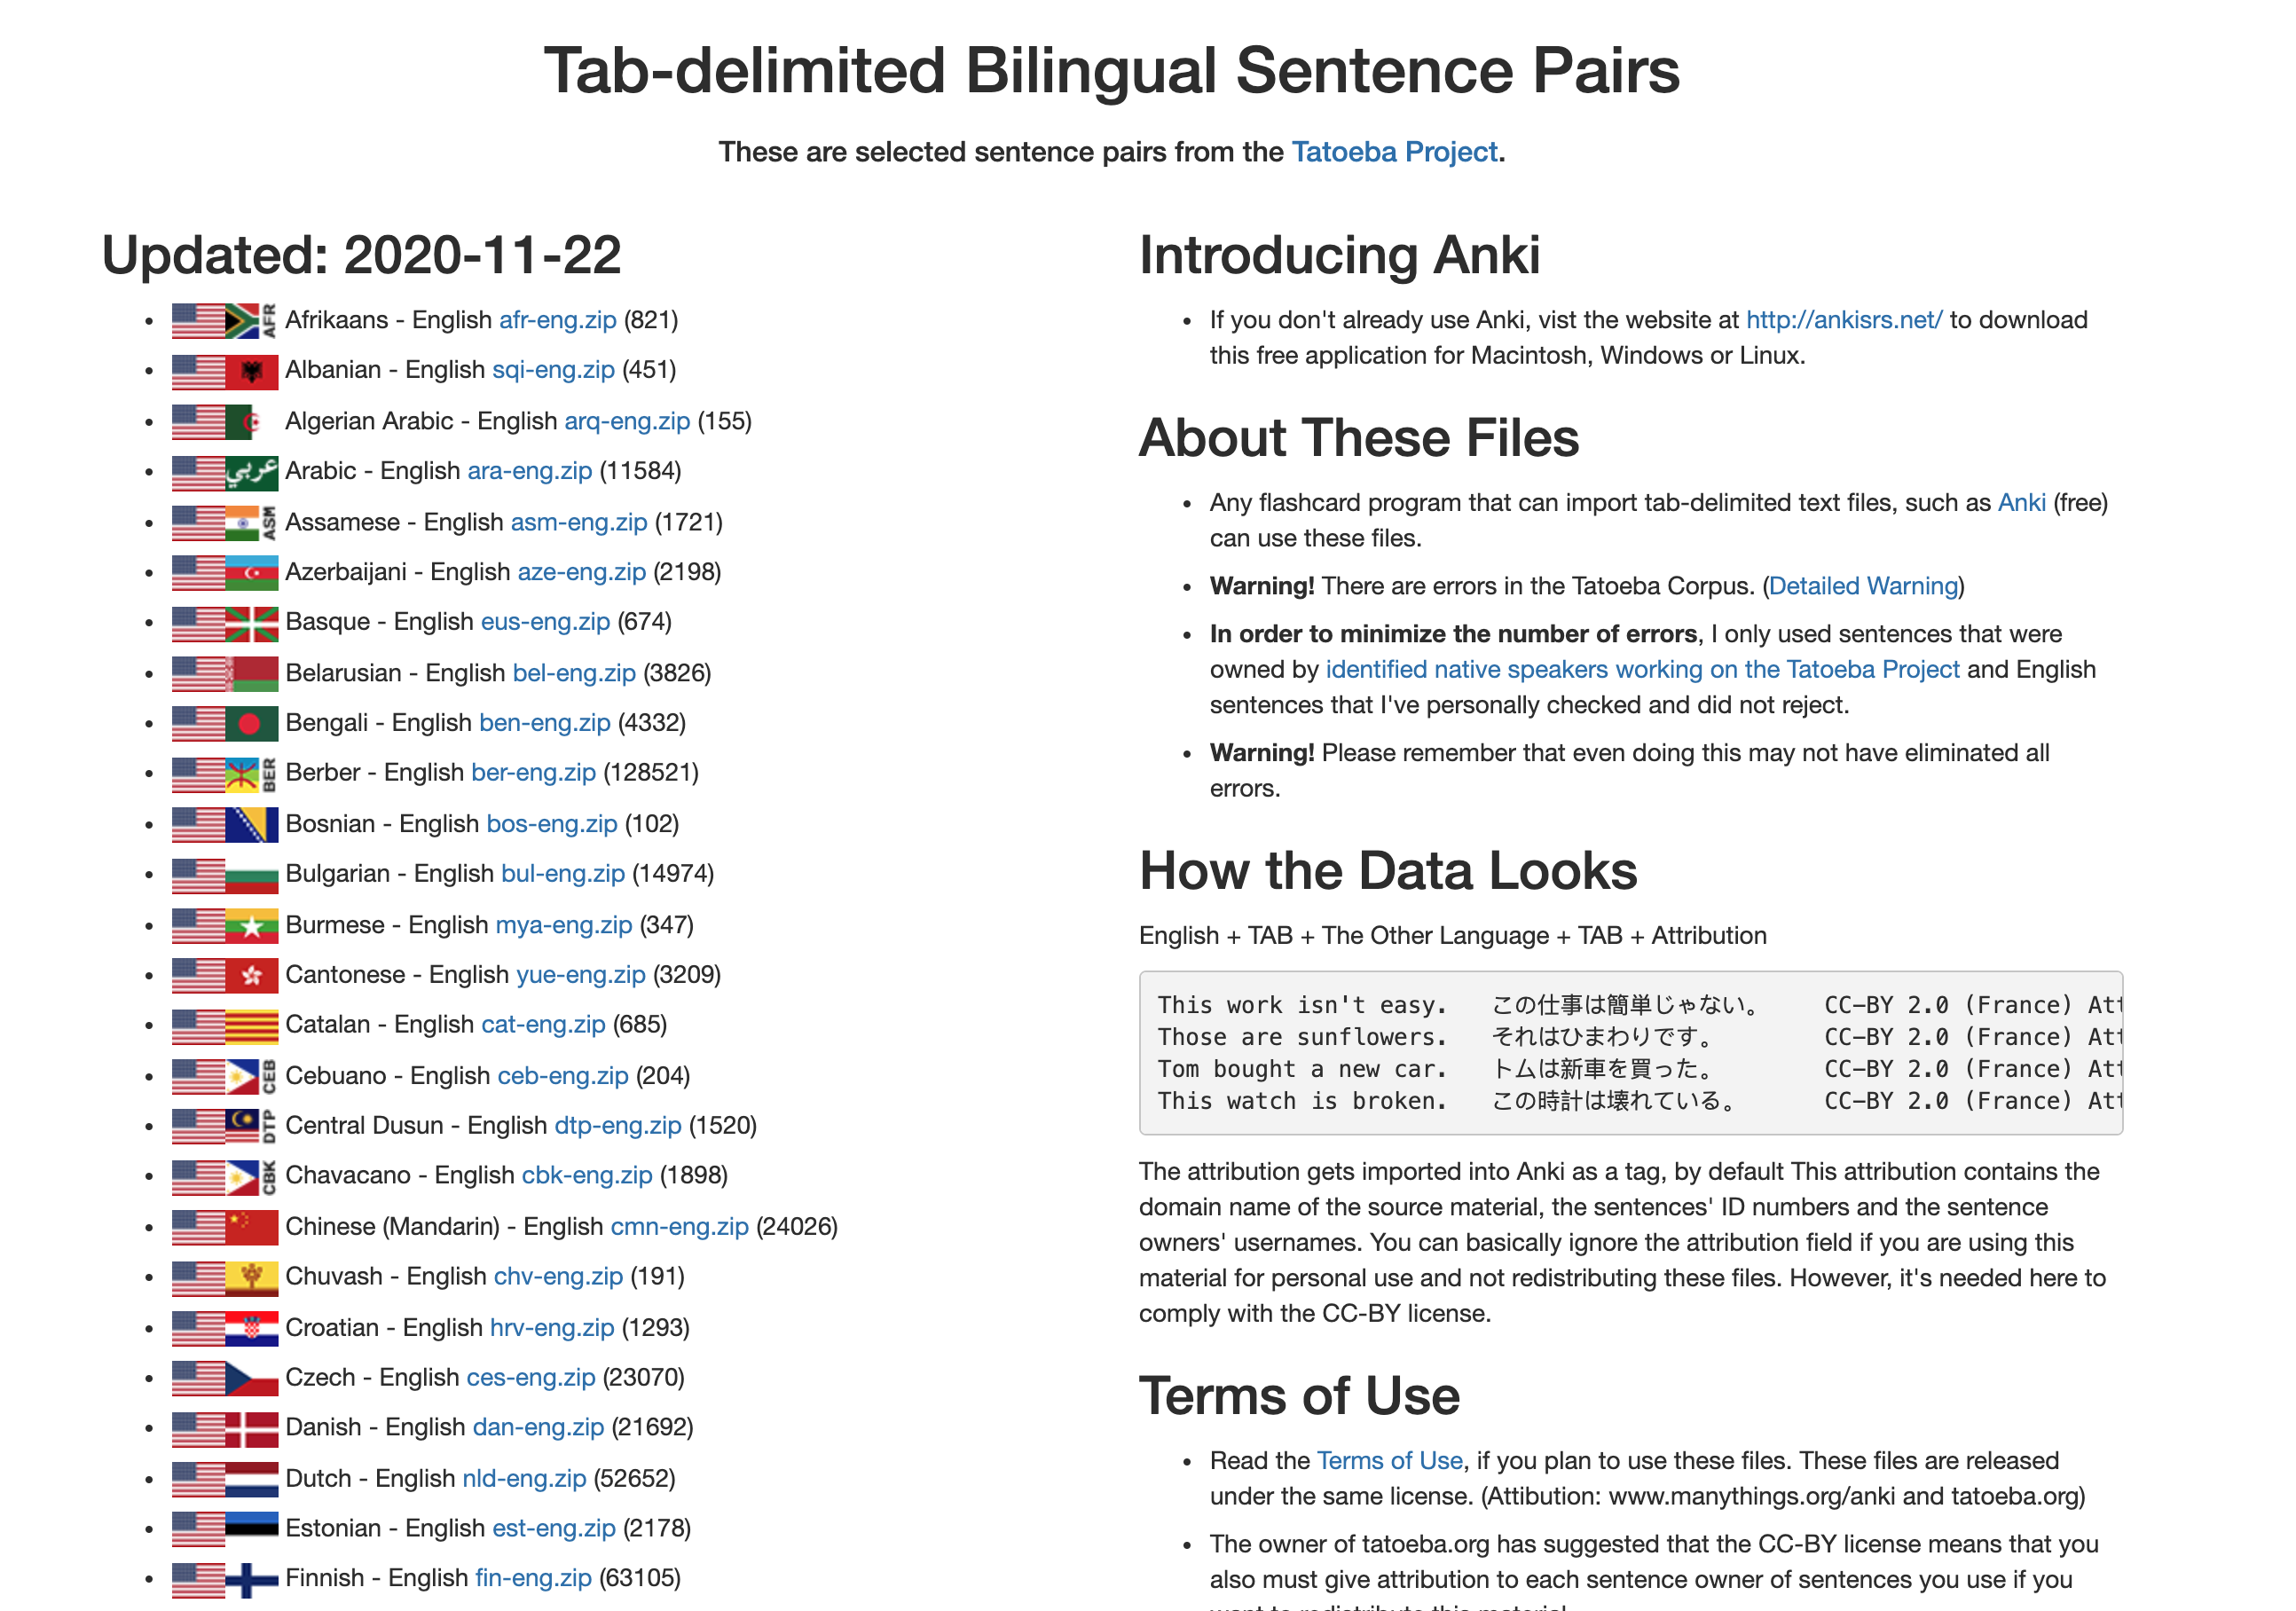 Tab-delimited Bilingual Sentence Pairs
These are selected sentence pairs from the Tatoeba Project.
Updated: 2020-11-22
AFR Afrikaans - English afr-eng.zip (821)
Albanian - English sqi-eng.zip (451)
Algerian Arabic - English arq-eng.zip (155)
عربي Arabic - English ara-eng.zip (11584)
ASM Assamese - English asm-eng.zip (1721)
Azerbaijani - English aze-eng.zip (2198)
Basque - English eus-eng.zip (674)
Belarusian - English bel-eng.zip (3826)
Bengali - English ben-eng.zip (4332)
BER Berber - English ber-eng.zip (128521)
Bosnian - English bos-eng.zip (102)
Bulgarian - English bul-eng.zip (14974)
Burmese - English mya-eng.zip (347)
Cantonese - English yue-eng.zip (3209)
Catalan - English cat-eng.zip (685)
CEB Cebuano - English ceb-eng.zip (204)
DTP Central Dusun - English dtp-eng.zip (1520)
CBK Chavacano - English cbk-eng.zip (1898)
Chinese (Mandarin) - English cmn-eng.zip (24026)
Chuvash - English chv-eng.zip (191)
Croatian - English hrv-eng.zip (1293)
Czech - English ces-eng.zip (23070)
Danish - English dan-eng.zip (21692)
Dutch - English nld-eng.zip (52652)
Estonian - English est-eng.zip (2178)
Finnish - English fin-eng.zip (63105)
Introducing Anki
If you don't already use Anki, vist the website at http://ankisrs.net/ to download
this free application for Macintosh, Windows or Linux.
About These Files
Any flashcard program that can import tab-delimited text files, such as Anki (free)
can use these files.
Warning! There are errors in the Tatoeba Corpus. (Detailed Warning)
In order to minimize the number of errors, I only used sentences that were
owned by identified native speakers working on the Tatoeba Project and English
sentences that I've personally checked and did not reject.
Warning! Please remember that even doing this may not have eliminated all
errors.
How the Data Looks
English + TAB + The Other Language + TAB + Attribution
This work isn't easy. この仕事は簡単じゃない。 CC-BY 2.0 (France) Att
Those are sunflowers. それはひまわりです。 CC-BY 2.0 (France) Att
Tom bought a new car. トムは新車を買った。 CC-BY 2.0 (France) Att
This watch is broken. この時計は壊れている。 CC-BY 2.0 (France) Att
The attribution gets imported into Anki as a tag, by default This attribution contains the
domain name of the source material, the sentences' ID numbers and the sentence
owners' usernames. You can basically ignore the attribution field if you are using this
material for personal use and not redistributing these files. However, it's needed here to
comply with the CC-BY license.
Terms of Use
Read the Terms of Use, if you plan to use these files. These files are released
under the same license. (Attibution: www.manythings.org/anki and tatoeba.org)
The owner of tatoeba.org has suggested that the CC-BY license means that you
also must give attribution to each sentence owner of sentences you use if you